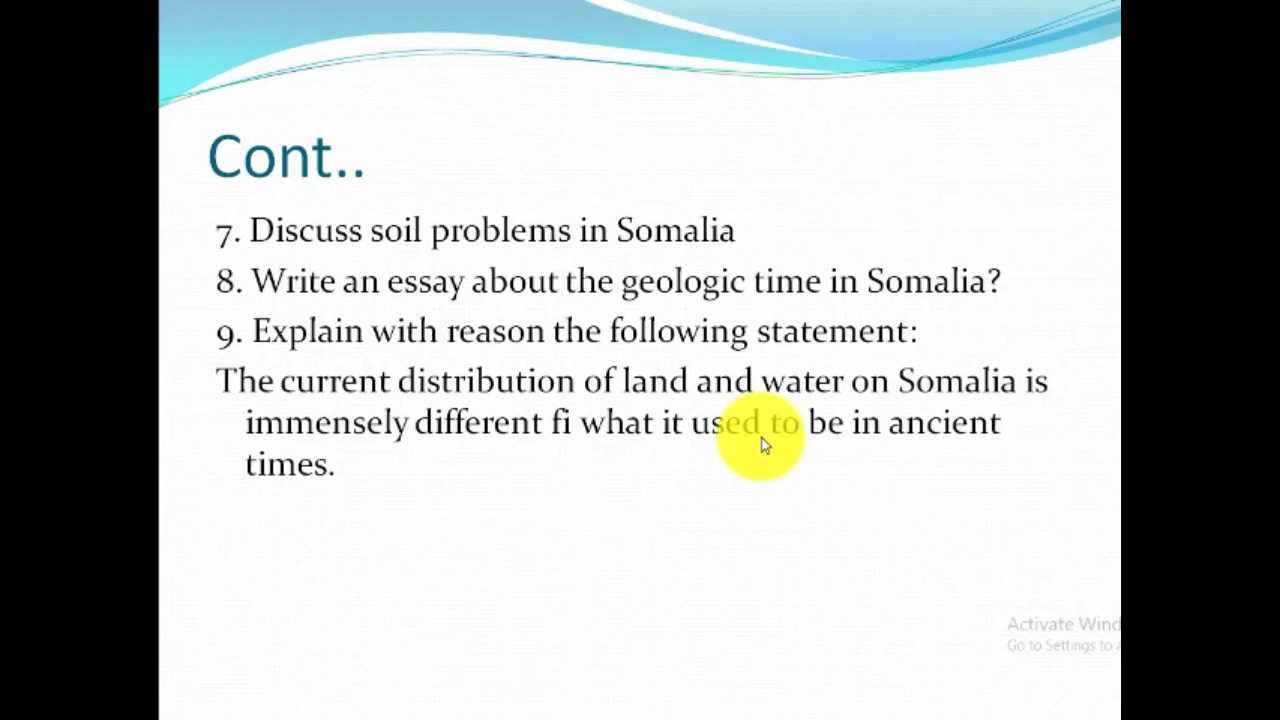 Cont..
7. Discuss soil problems in Somalia
8. Write an essay about the geologic time in Somalia?
9. Explain with reason the following statement:
The current distribution of land and water on Somalia is
immensely different fi what it used to be in ancient
times.
Activate Wind
Go to Settings to a